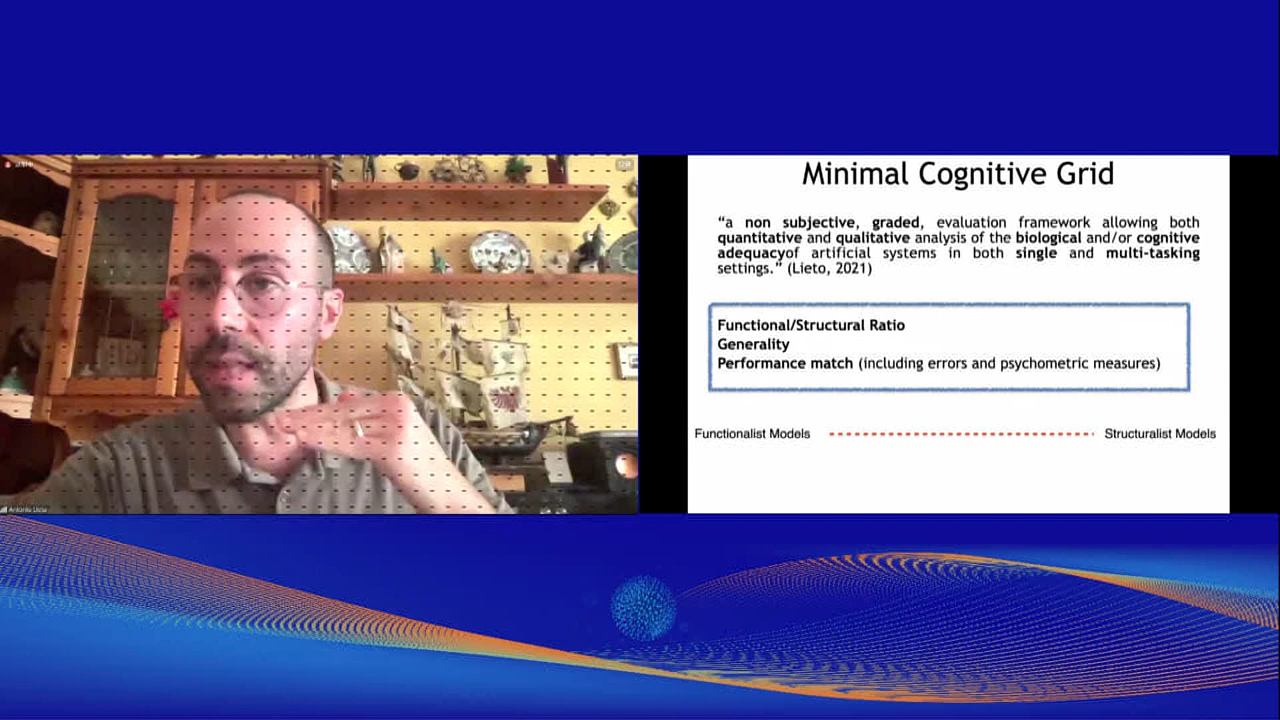 Minimal Cognitive Grid
“a non subjective, graded, evaluation framework allowing both
quantitative and qualitative analysis of the biological and/or cognitive
adequacyof artificial systems in both single and multi-tasking
settings.” (Lieto, 2021)
Functional/Structural Ratio
Generality
Performance match (including errors and psychometric measures)
Functionalist Models
Structuralist Models
Antonio